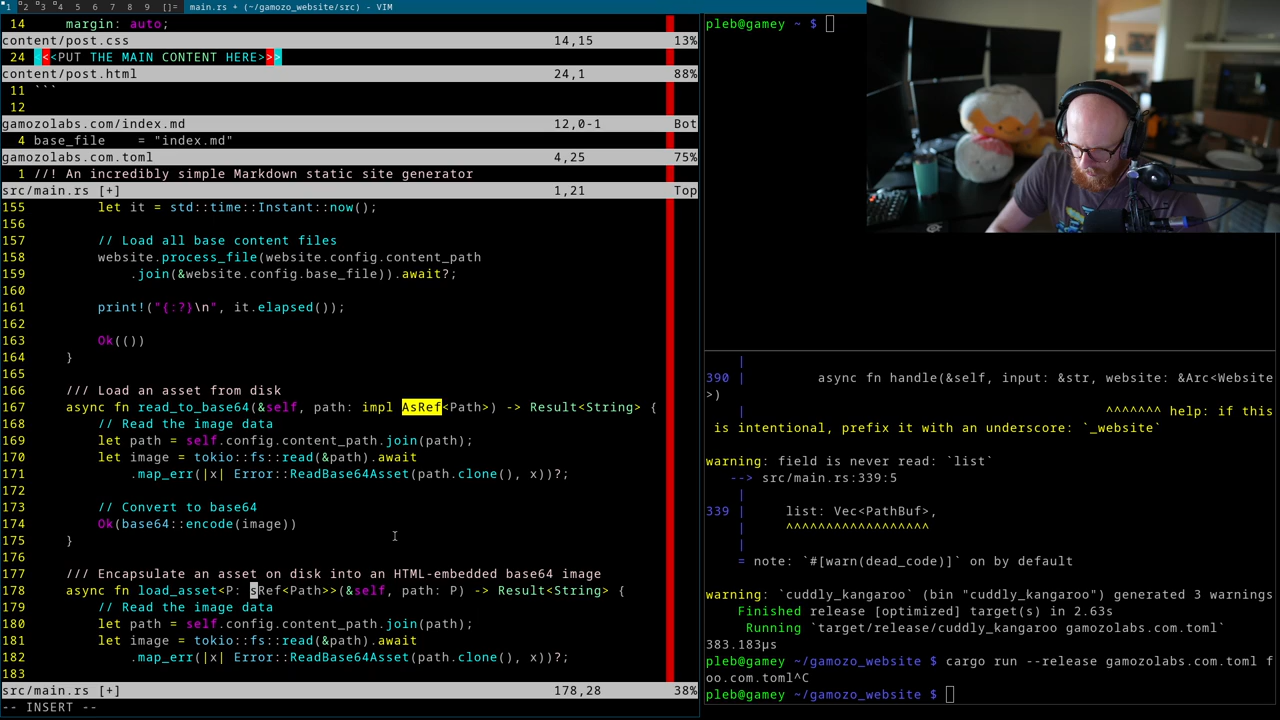 1 2 3 4 5 6 7 8 9 []= main.rs + (~/gamozo_website/src) - VIM
14     margin: auto;
content/post.css 14,15 13%
24 <<<PUT THE MAIN CONTENT HERE>>>
content/post.html 24,1 88%
11 ```
12
gamozolabs.com/index.md 12,0-1 Bot
4 base_file    = "index.md"
gamozolabs.com.toml 4,25 75%
1 //! An incredibly simple Markdown static site generator
src/main.rs [+] 1,21 Top
155         let it = std::time::Instant::now();
156
157         // Load all base content files
158         website.process_file(website.config.content_path
159             .join(&website.config.base_file)).await?;
160
161         print!("{:?}\n", it.elapsed());
162
163         Ok(())
164     }
165
166     /// Load an asset from disk
167     async fn read_to_base64(&self, path: impl AsRef<Path>) -> Result<String> {
168         // Read the image data
169         let path = self.config.content_path.join(path);
170         let image = tokio::fs::read(&path).await
171             .map_err(|x| Error::ReadBase64Asset(path.clone(), x))?;
172
173         // Convert to base64
174         Ok(base64::encode(image))
175     }
176
177     /// Encapsulate an asset on disk into an HTML-embedded base64 image
178     async fn load_asset<P: sRef<Path>>(&self, path: P) -> Result<String> {
179         // Read the image data
180         let path = self.config.content_path.join(path);
181         let image = tokio::fs::read(&path).await
182             .map_err(|x| Error::ReadBase64Asset(path.clone(), x))?;
183
src/main.rs [+] 178,28 38%
-- INSERT --
pleb@gamey ~ $
    |
390 |         async fn handle(&self, input: &str, website: &Arc<Website
>)
    |                                             ^^^^^^^ help: if this
 is intentional, prefix it with an underscore: `_website`
warning: field is never read: `list`
   --> src/main.rs:339:5
    |
339 |     list: Vec<PathBuf>,
    |     ^^^^^^^^^^^^^^^^^^
    |
    = note: `#[warn(dead_code)]` on by default
warning: `cuddly_kangaroo` (bin "cuddly_kangaroo") generated 3 warnings
    Finished release [optimized] target(s) in 2.63s
     Running `target/release/cuddly_kangaroo gamozolabs.com.toml`
383.183µs
pleb@gamey ~/gamozo_website $ cargo run --release gamozolabs.com.toml f
oo.com.toml^C
pleb@gamey ~/gamozo_website $